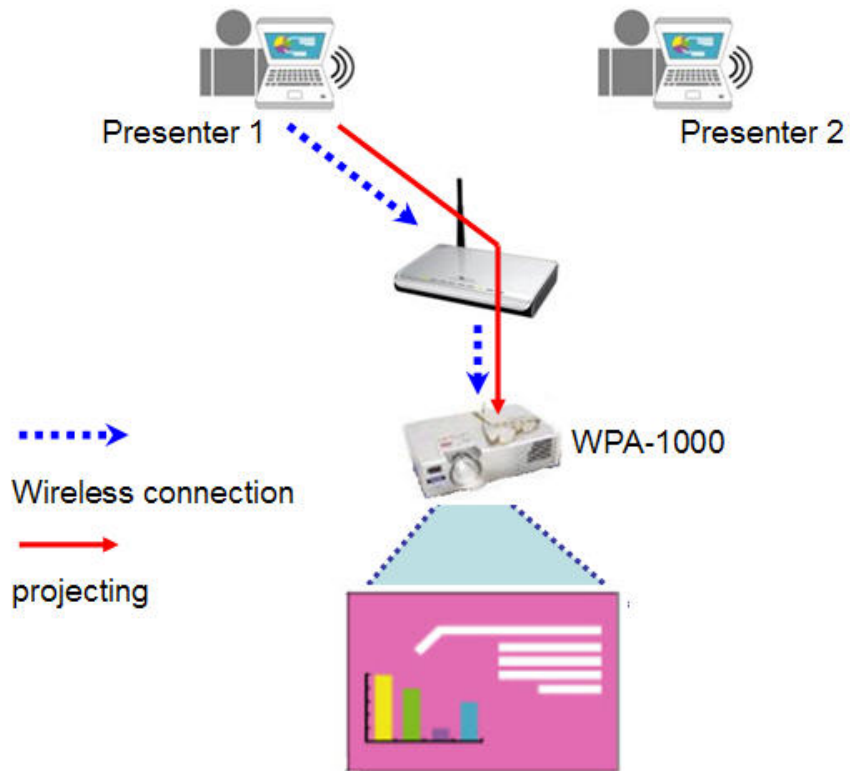 Presenter 1
Presenter 2
WPA-1000
Wireless connection
projecting